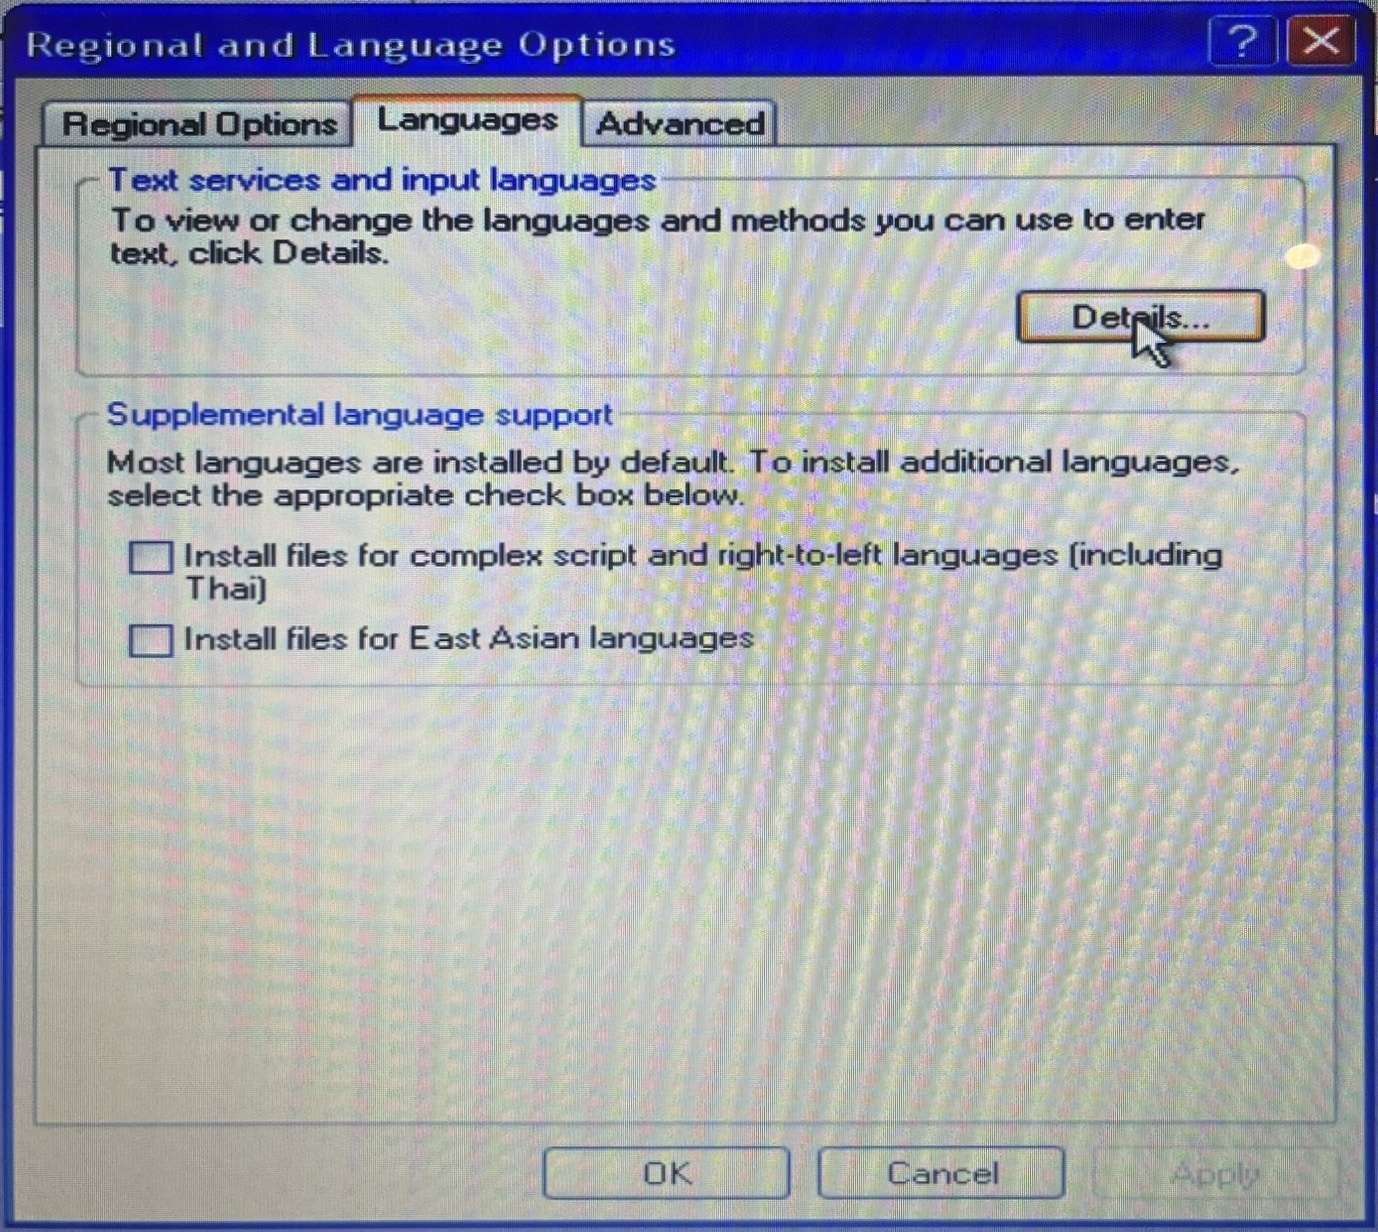 Regional and Language Options
Regional Options
Languages
Advanced
Text services and input languages
To view or change the languages and methods you can use to enter
text, click Details.
Details...
Supplemental language support
Most languages are installed by default. To install additional languages,
select the appropriate check box below.
Install files for complex script and right-to-left languages (including
Thai)
Install files for East Asian languages
OK
Cancel
Apply